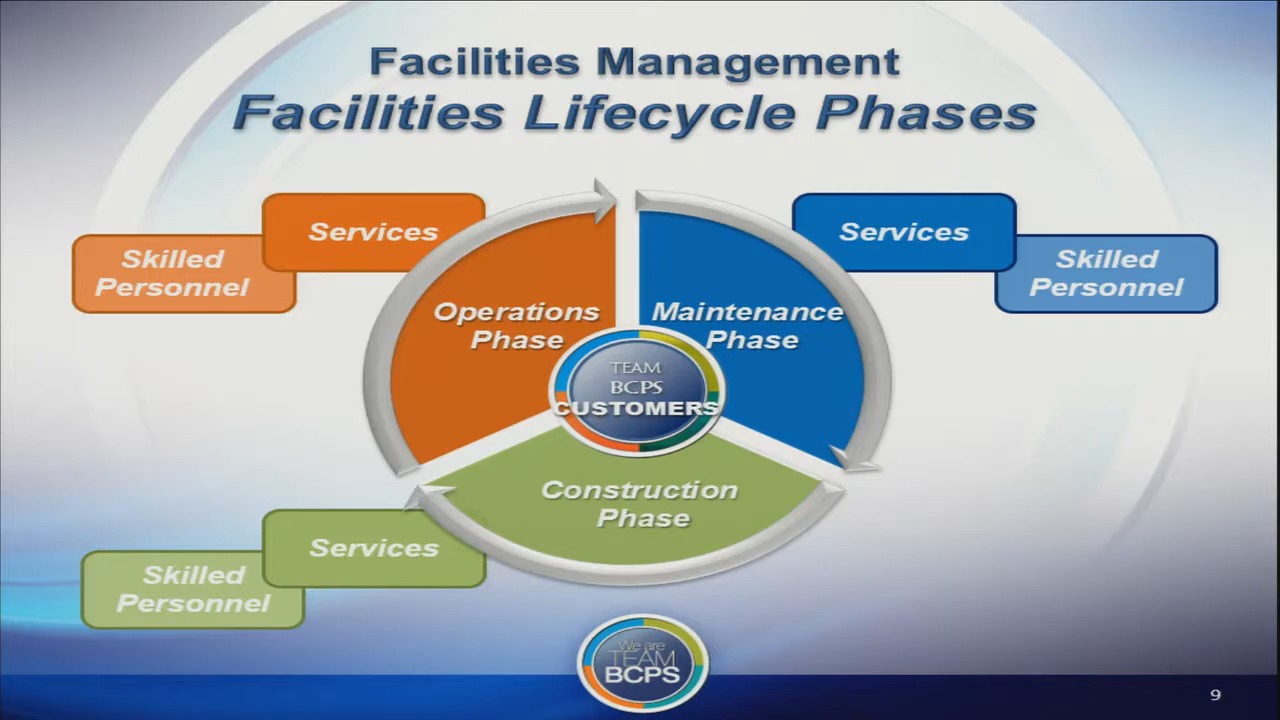 Facilities Management
Facilities Lifecycle Phases
Services
Skilled
Personnel
Operations
Phase
Maintenance
Phase
Services
Skilled
Personnel
TEAM
BCPS
CUSTOMERS
Construction
Phase
Services
Skilled
Personnel
We are
TEAM
BCPS
9